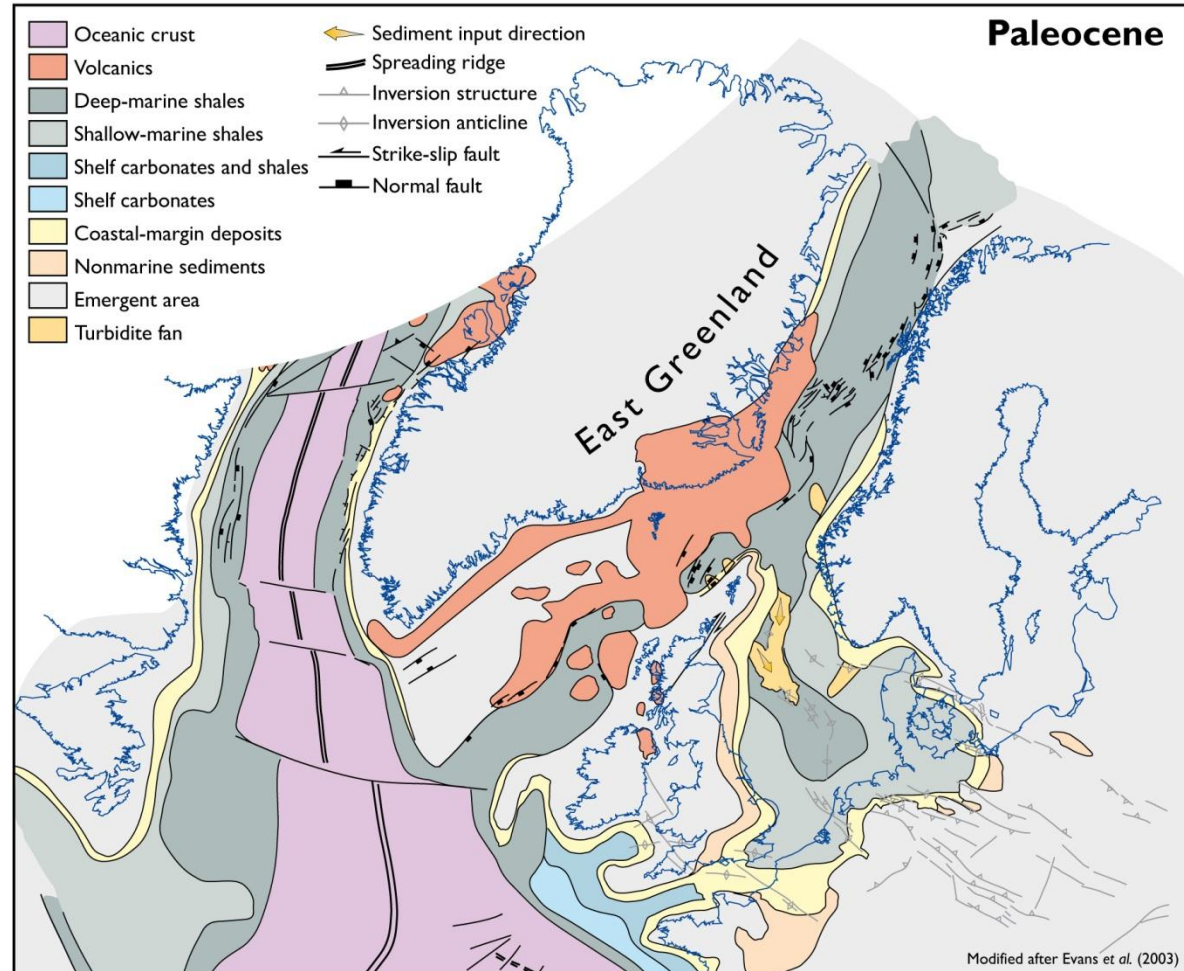 Paleocene
Oceanic crust
Volcanics
Deep-marine shales
Shallow-marine shales
Shelf carbonates and shales
Shelf carbonates
Coastal-margin deposits
Nonmarine sediments
Emergent area
Turbidite fan
Sediment input direction
Spreading ridge
Inversion structure
Inversion anticline
Strike-slip fault
Normal fault
East Greenland
Modified after Evans et al. (2003)